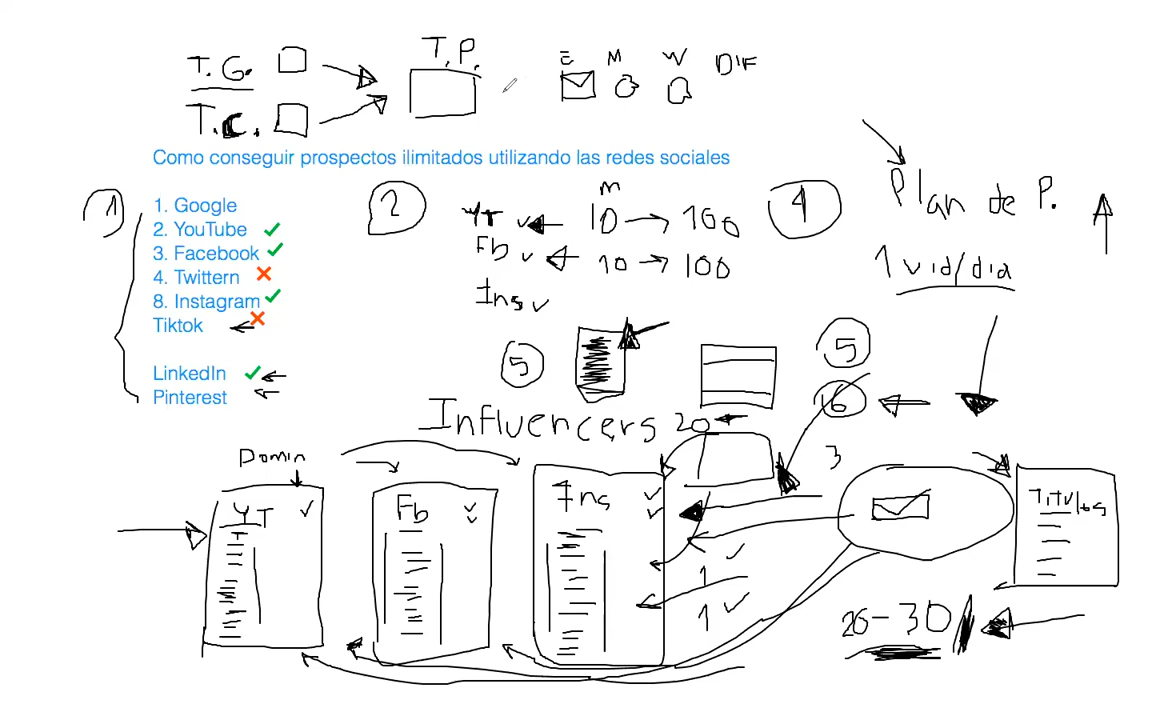 T.G.
T.P.
E M W DIF
T.C.
Como conseguir prospectos ilimitados utilizando las redes sociales
1
1. Google
2. YouTube
3. Facebook
4. Twittern
8. Instagram
Tiktok
LinkedIn
Pinterest
2
M
YT 10 → 100
Fb 10 → 100
Ins
4
Plan de P.
1 vid/dia
5
5
16
Influencers 20
3
Domin
YT
Fb
Ins
Titulos
1
1
20-30